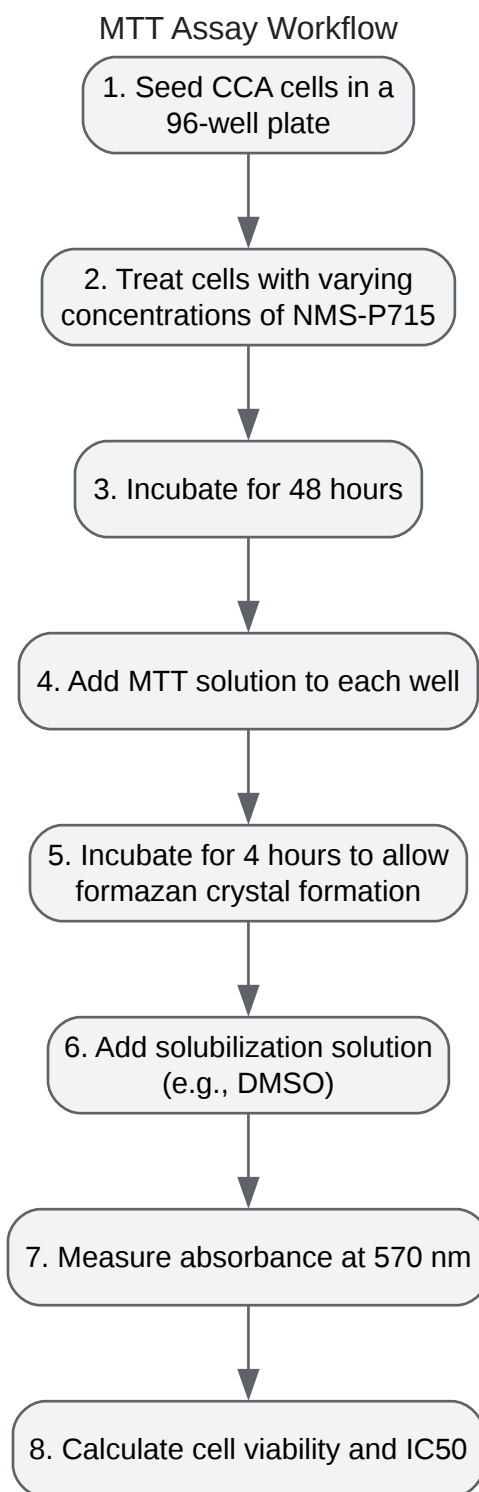 MTT Assay Workflow
1. Seed CCA cells in a
96-well plate
2. Treat cells with varying
concentrations of NMS-P715
3. Incubate for 48 hours
4. Add MTT solution to each well
5. Incubate for 4 hours to allow
formazan crystal formation
6. Add solubilization solution
(e.g., DMSO)
7. Measure absorbance at 570 nm
8. Calculate cell viability and IC50